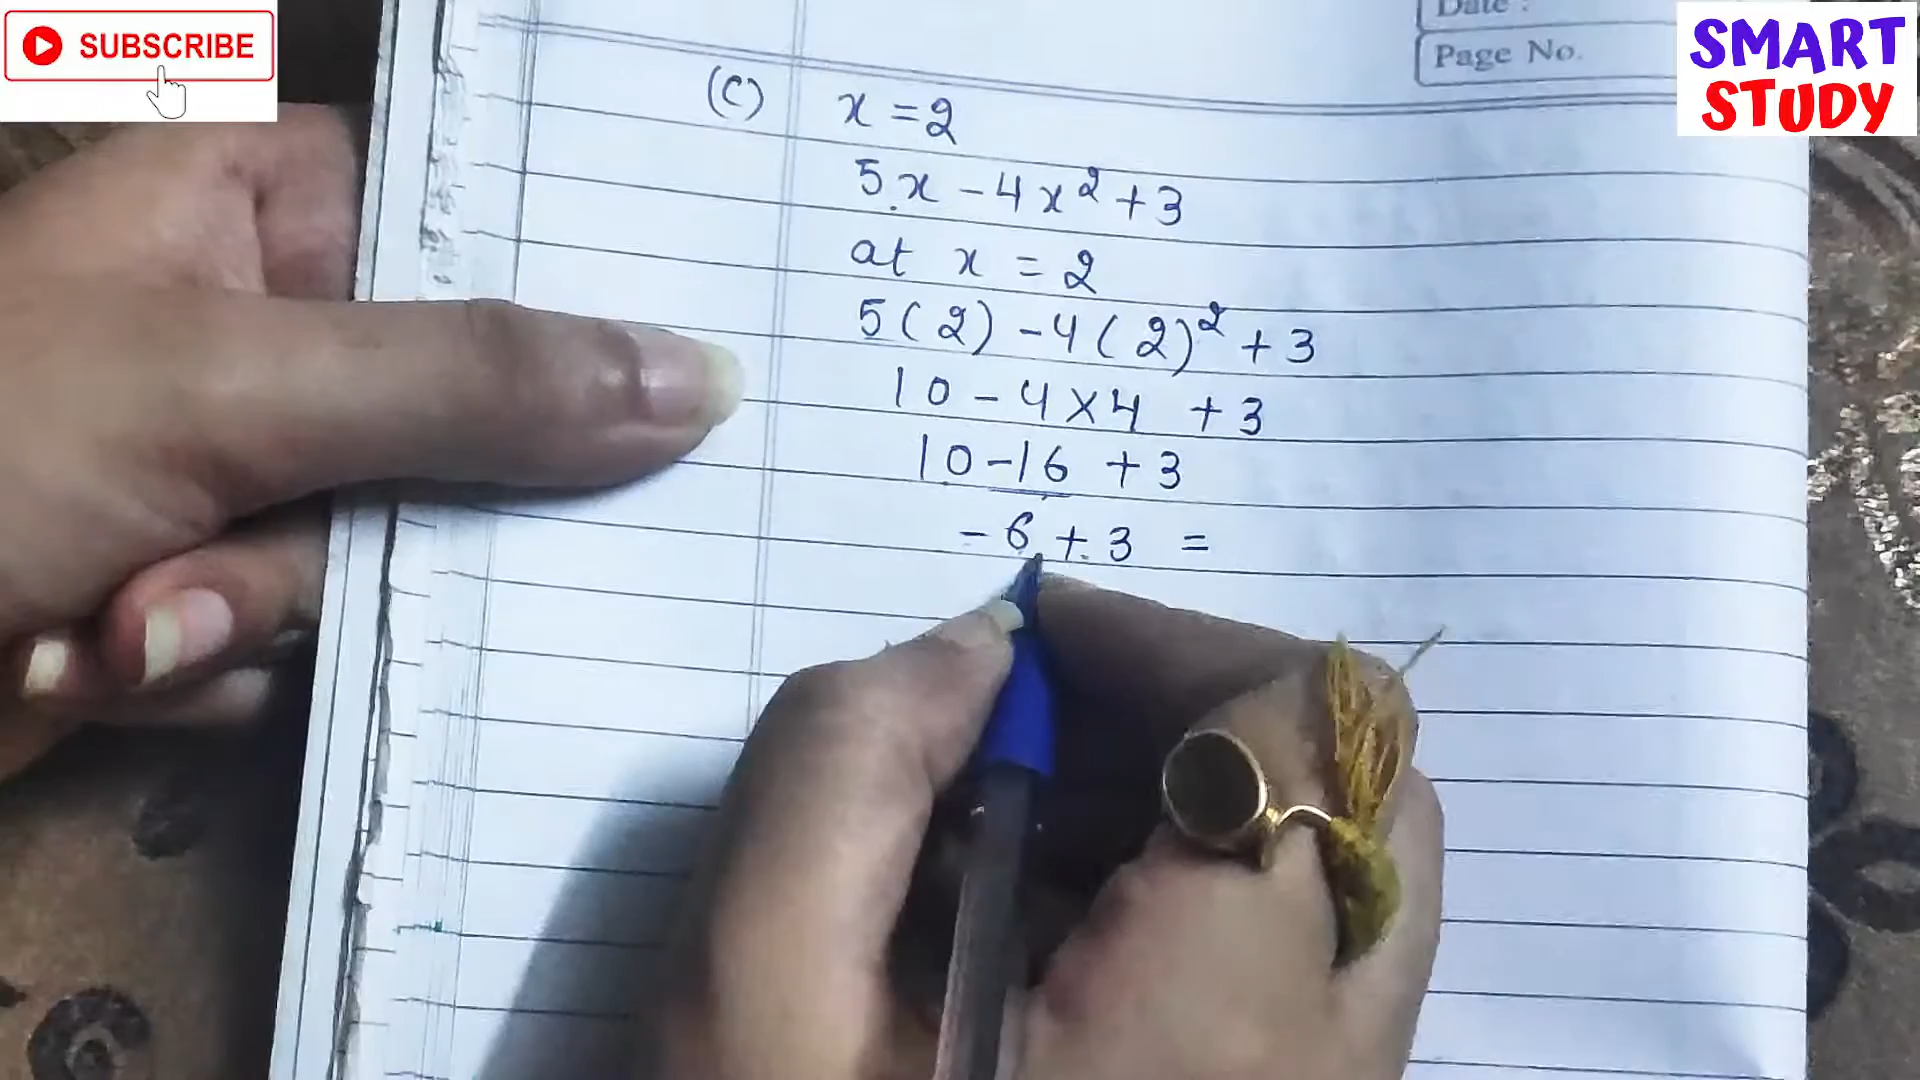 SUBSCRIBE
SMART
STUDY
Date :
Page No.
(C) x = 2
5x - 4x² + 3
at x = 2
5(2) - 4(2)² + 3
10 - 4×4 + 3
10 - 16 + 3
- 6 + 3 =